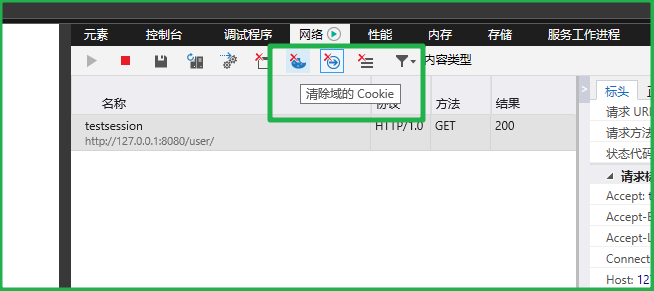 元素 控制台 调试程序 网络 性能 内存 存储 服务工作进程
内容类型
清除域的 Cookie
名称 协议 方法 结果
testsession HTTP/1.0 GET 200
http://127.0.0.1:8080/user/
标头
请求 URL
请求方法
状态代码
请求标
Accept: t
Accept-E
Accept-L
Connect
Host: 127